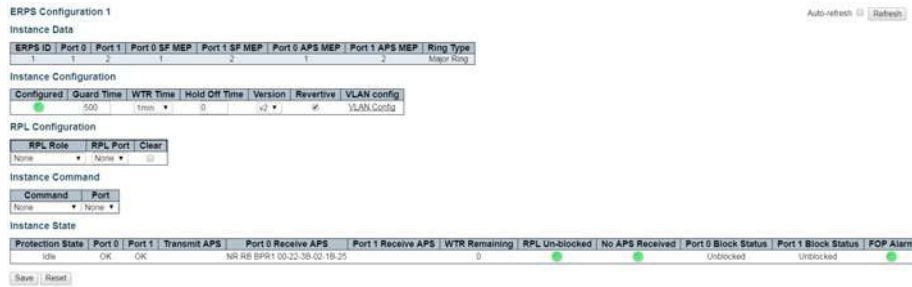 ERPS Configuration 1
Auto-refresh Refresh
Instance Data
ERPS ID Port 0 Port 1 Port 0 SF MEP Port 1 SF MEP Port 0 APS MEP Port 1 APS MEP Ring Type
1 1 2 1 2 1 2 Major Ring
Instance Configuration
Configured Guard Time WTR Time Hold Off Time Version Revertive VLAN config
500 1min 0 v2 VLAN Config
RPL Configuration
RPL Role RPL Port Clear
None None
Instance Command
Command Port
None None
Instance State
Protection State Port 0 Port 1 Transmit APS Port 0 Receive APS Port 1 Receive APS WTR Remaining RPL Un-blocked No APS Received Port 0 Block Status Port 1 Block Status FOP Alarm
Idle OK OK NR RB BPR1 00-22-3B-02-1B-25 0 Unblocked Unblocked
Save Reset